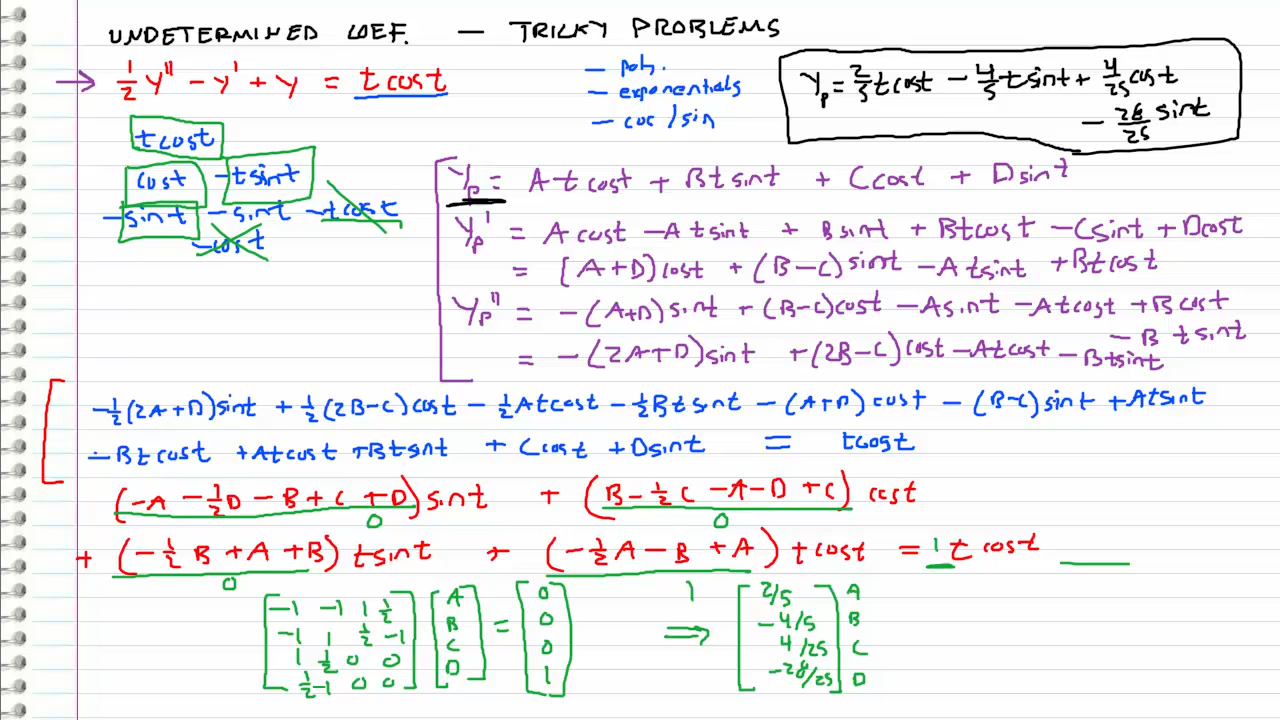 UNDETERMINED COEF. — TRICKY PROBLEMS
→ 1/2 y'' - y' + y = t cost
— poly.
— exponentials
— cos / sin
y_p = 2/5 t cost - 4/5 t sint + 4/25 cost
- 28/25 sint
t cost
cost - t sint
- sint - sint - t cost
- cost
y_p = A t cost + B t sint + C cost + D sint
y_p' = A cost - A t sint + B sint + B t cost - C sint + D cost
= (A+D) cost + (B-C) sint - A t sint + B t cost
y_p'' = -(A+D) sint + (B-C) cost - A sint - A t cost + B cost
- B t sint
= -(2A+D) sint + (2B-C) cost - A t cost - B t sint
-1/2 (2A+D) sint + 1/2 (2B-C) cost - 1/2 A t cost - 1/2 B t sint - (A+D) cost - (B-C) sint + A t sint
- B t cost + A t cost + B t sint + C cost + D sint = t cost
(-A - 1/2 D - B + C + D) sint + (B - 1/2 C - A - D + C) cost
0 0
+ (-1/2 B + A + B) t sint + (-1/2 A - B + A) t cost = 1 t cost
0 1
[-1 -1 1 1/2] [A] [0] [2/5] A
[-1 1 1/2 -1] [B] = [0] ⇒ [-4/5] B
[1 1/2 0 0] [C] [0] [4/25] C
[1/2 -1 0 0] [D] [1] [-28/25] D